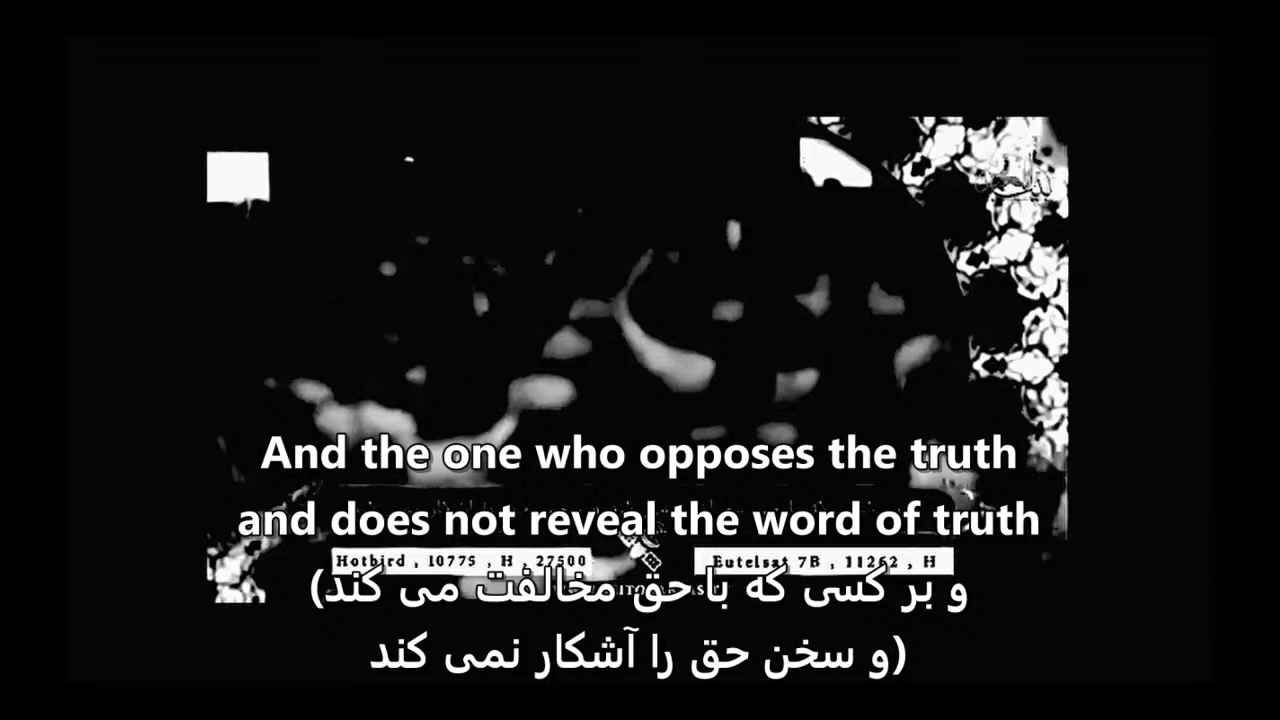 And the one who opposes the truth
and does not reveal the word of truth
Hotbird , 10775 , H , 27500
Eutelsat 7B , 11262 , H
و بر کسی که با حق مخالفت می کند)
(و سخن حق را آشکار نمی کند